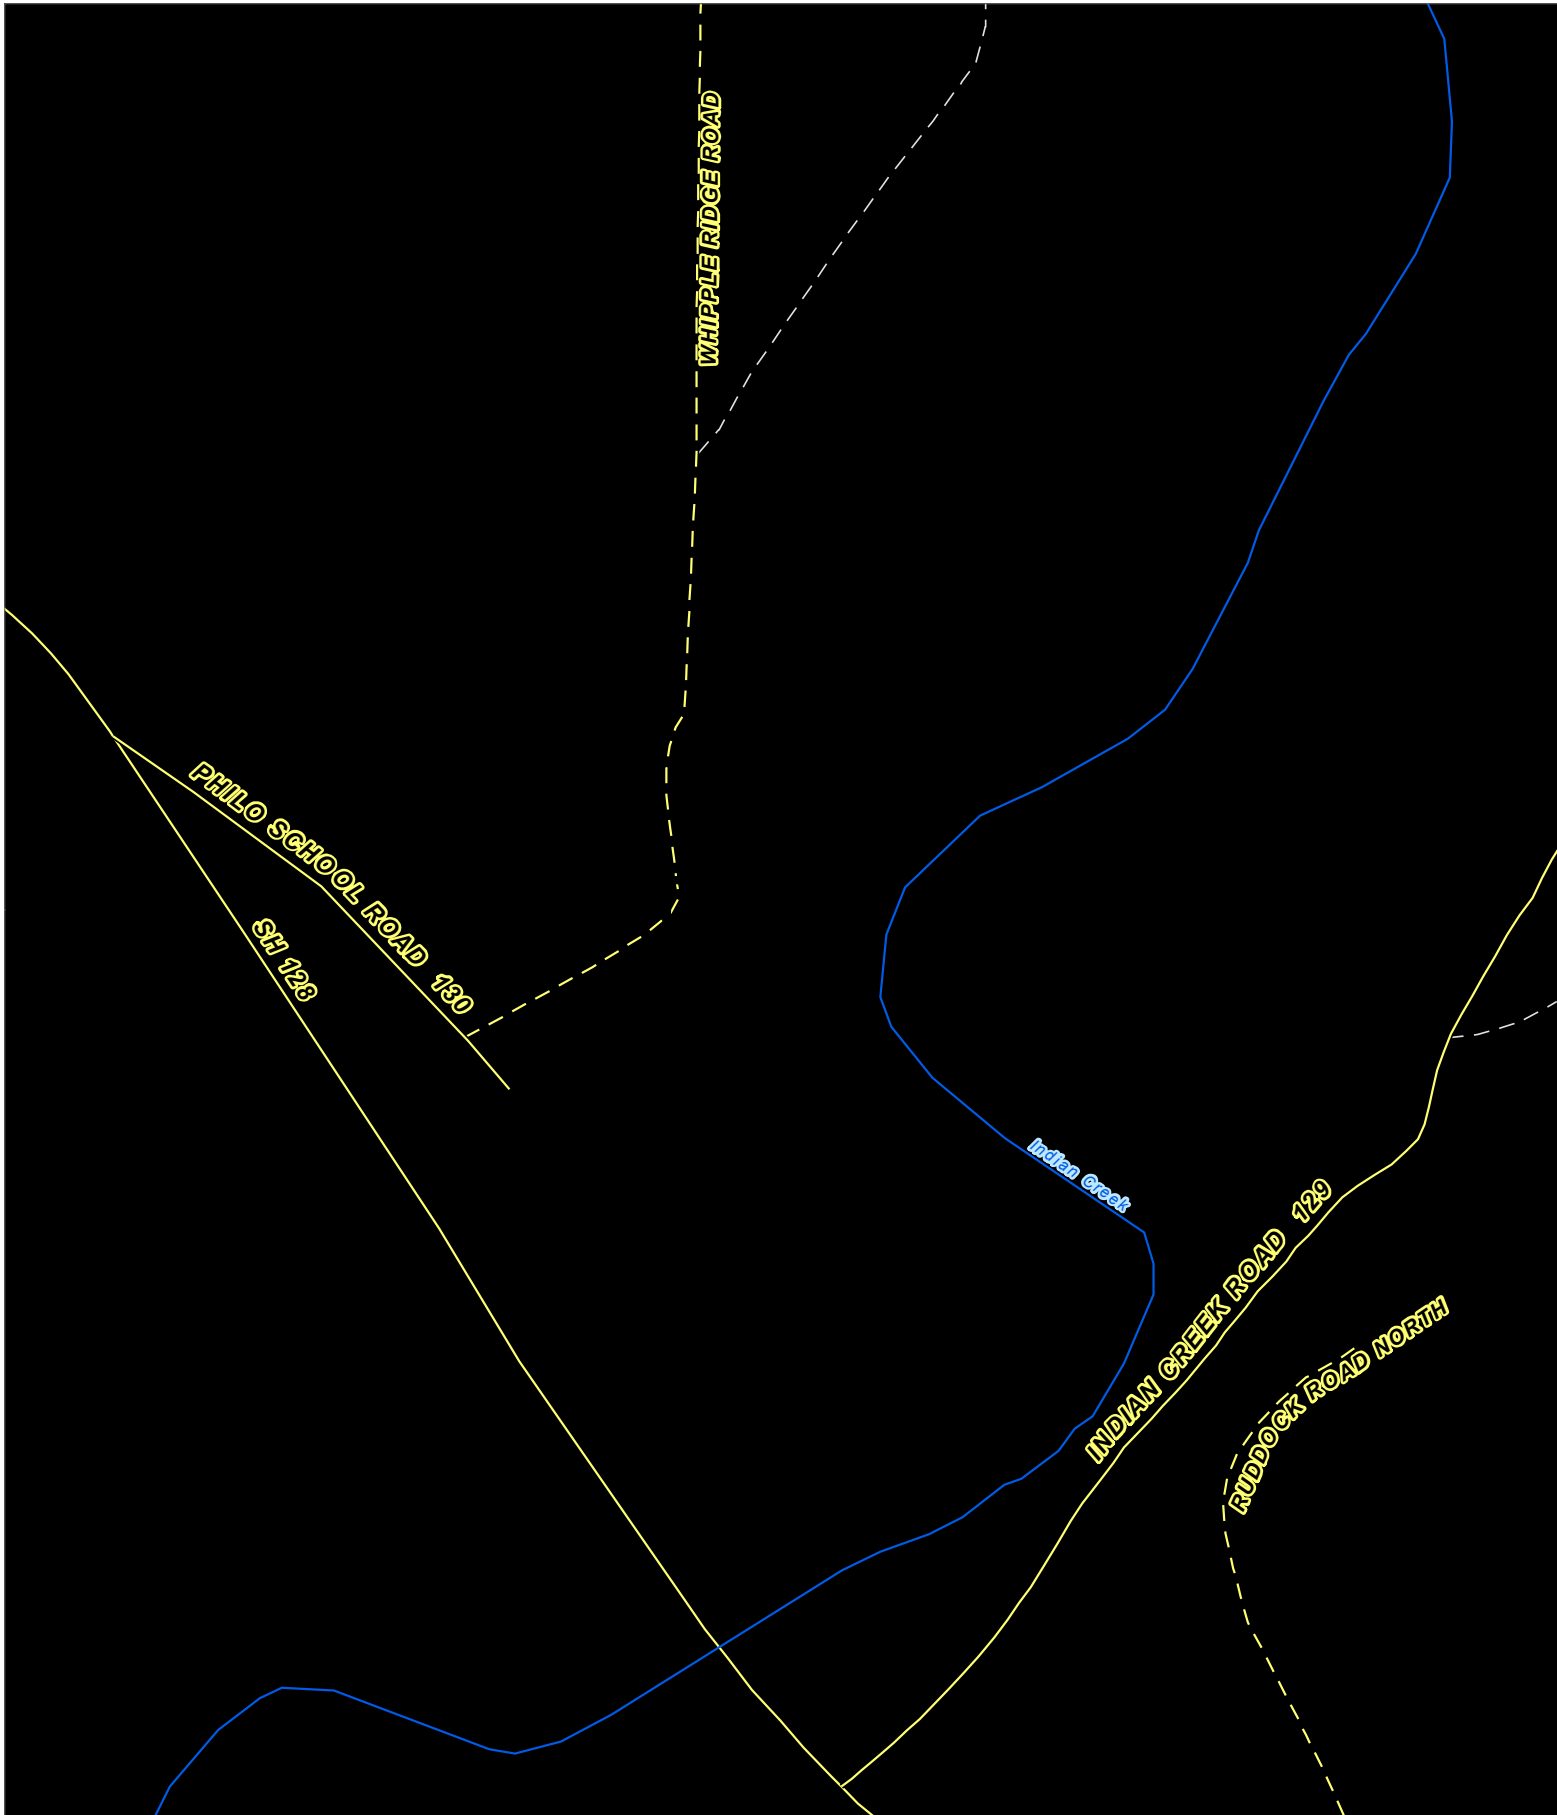 WHIPPLE RIDGE ROAD
PHILO SCHOOL ROAD 130
SH 128
Indian Creek
INDIAN CREEK ROAD 129
RUDDOCK ROAD NORTH